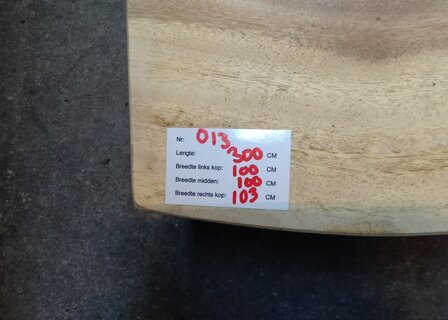 Nr: 013
Lengte: 300 CM
Breedte links kop: 100 CM
Breedte midden: 100 CM
Breedte rechts kop: 103 CM